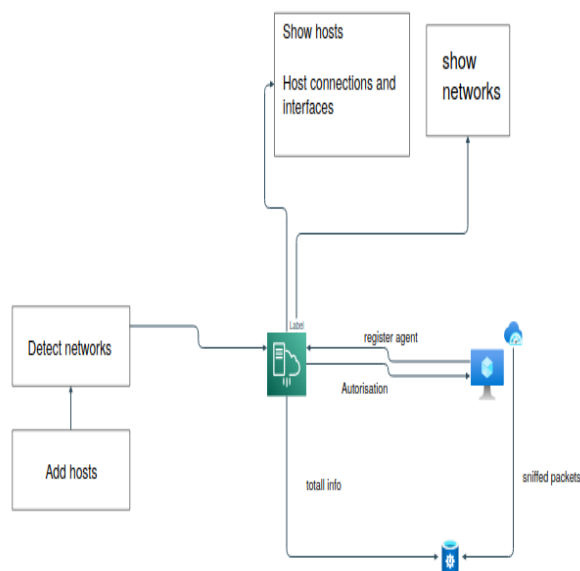 Show hosts
Host connections and
interfaces
show
networks
Label
Detect networks
register agent
Autorisation
Add hosts
totall info
sniffed packets